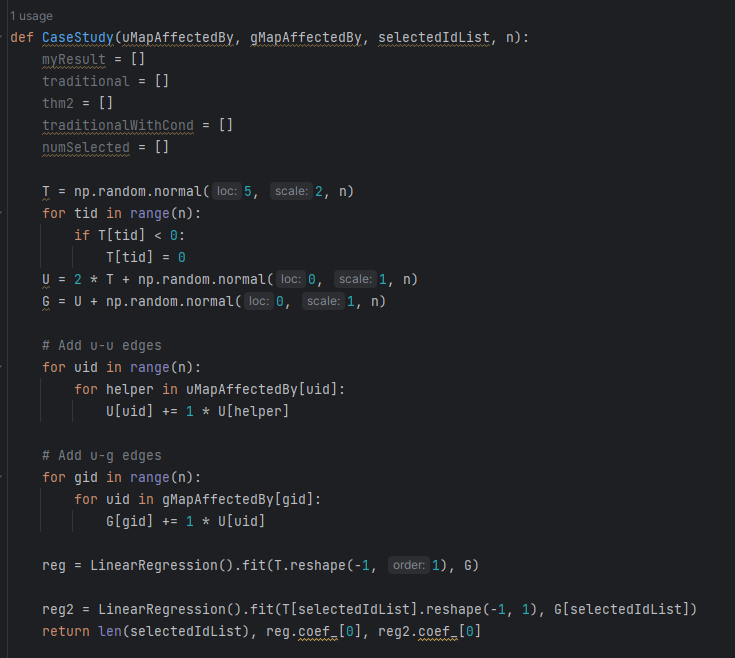 1 usage
def CaseStudy(uMapAffectedBy, gMapAffectedBy, selectedIdList, n):
    myResult = []
    traditional = []
    thm2 = []
    traditionalWithCond = []
    numSelected = []

    T = np.random.normal( loc: 5,  scale: 2, n)
    for tid in range(n):
        if T[tid] < 0:
            T[tid] = 0
    U = 2 * T + np.random.normal( loc: 0,  scale: 1, n)
    G = U + np.random.normal( loc: 0,  scale: 1, n)

    # Add u-u edges
    for uid in range(n):
        for helper in uMapAffectedBy[uid]:
            U[uid] += 1 * U[helper]

    # Add u-g edges
    for gid in range(n):
        for uid in gMapAffectedBy[gid]:
            G[gid] += 1 * U[uid]

    reg = LinearRegression().fit(T.reshape(-1,  order: 1), G)

    reg2 = LinearRegression().fit(T[selectedIdList].reshape(-1, 1), G[selectedIdList])
    return len(selectedIdList), reg.coef_[0], reg2.coef_[0]